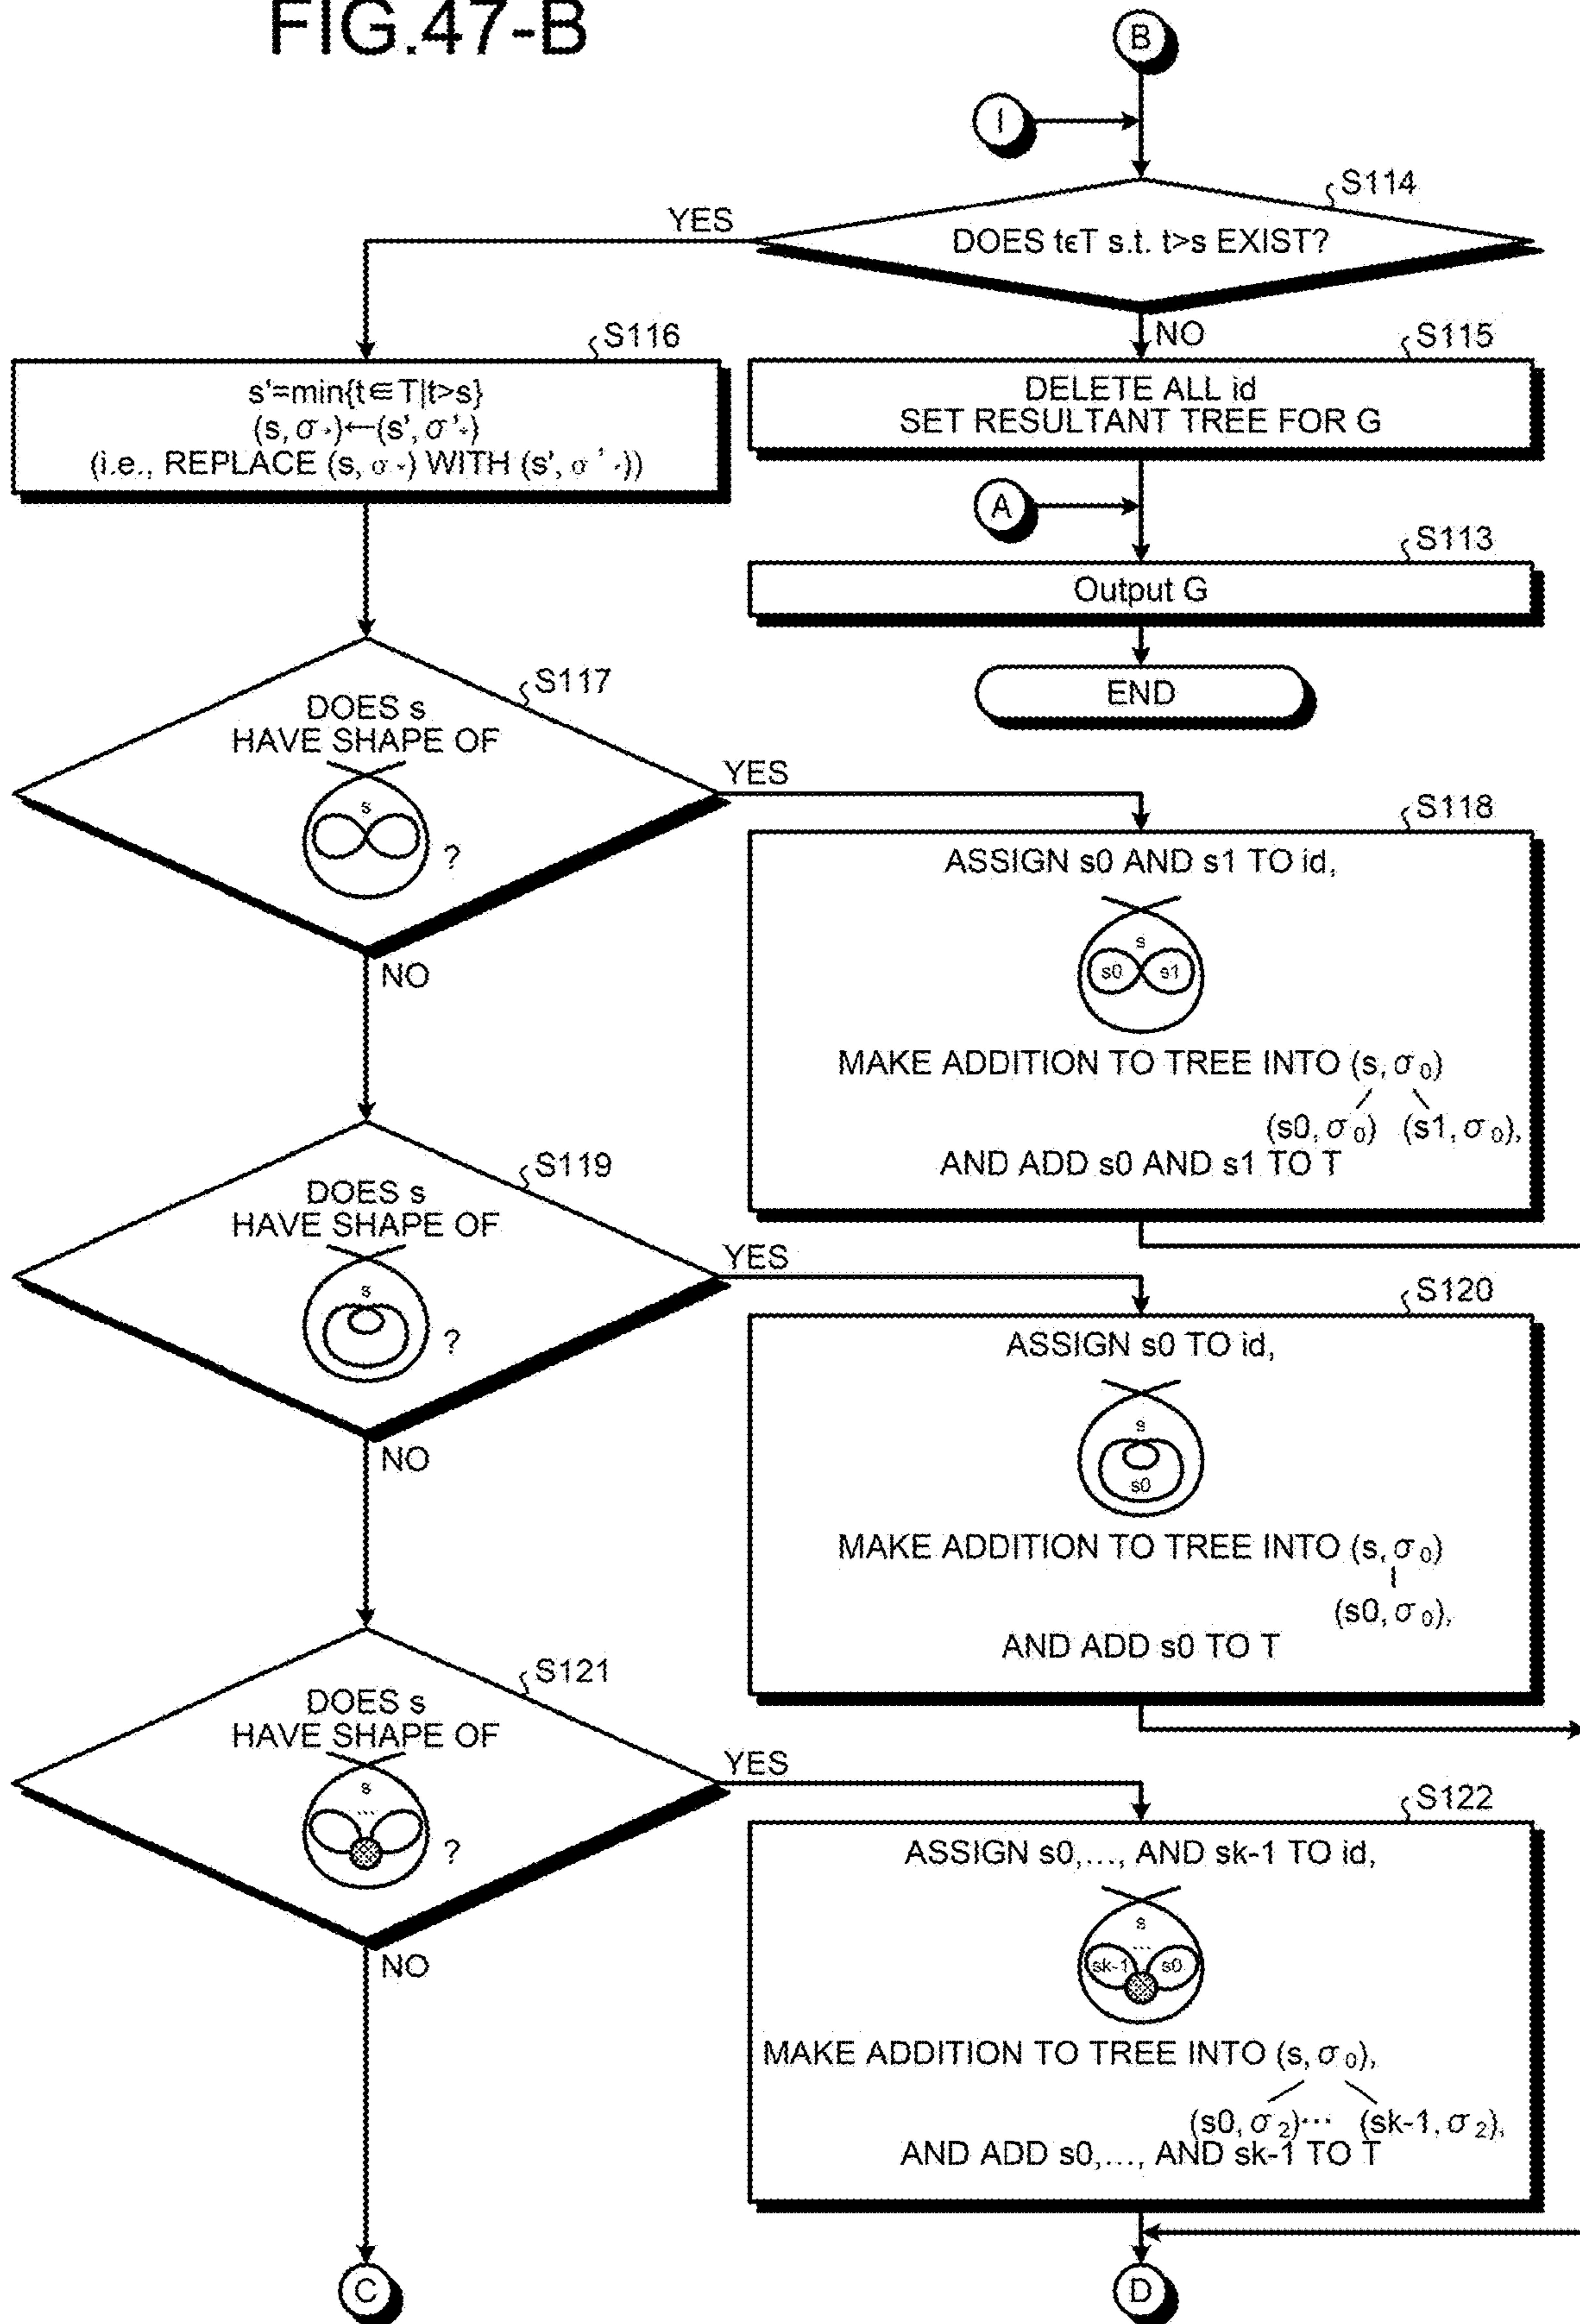 FIG.47-B
B
I
S114
DOES tϵT s.t. t>s EXIST?
YES
NO
S116
s'=min{t∈T|t>s}
(s, σ*)←(s', σ'*)
(i.e., REPLACE (s, σ*) WITH (s', σ'*))
S115
DELETE ALL id
SET RESULTANT TREE FOR G
A
S113
Output G
END
S117
DOES s
HAVE SHAPE OF
s
?
YES
NO
S118
ASSIGN s0 AND s1 TO id,
s
s0 s1
MAKE ADDITION TO TREE INTO (s, σ₀)
(s0, σ₀) (s1, σ₀),
AND ADD s0 AND s1 TO T
S119
DOES s
HAVE SHAPE OF
s
?
YES
NO
S120
ASSIGN s0 TO id,
s
s0
MAKE ADDITION TO TREE INTO (s, σ₀)
(s0, σ₀),
AND ADD s0 TO T
S121
DOES s
HAVE SHAPE OF
s
...
?
YES
NO
S122
ASSIGN s0,..., AND sk-1 TO id,
s
...
sk-1 s0
MAKE ADDITION TO TREE INTO (s, σ₀),
(s0, σ₂)··· (sk-1, σ₂),
AND ADD s0,..., AND sk-1 TO T
C
D